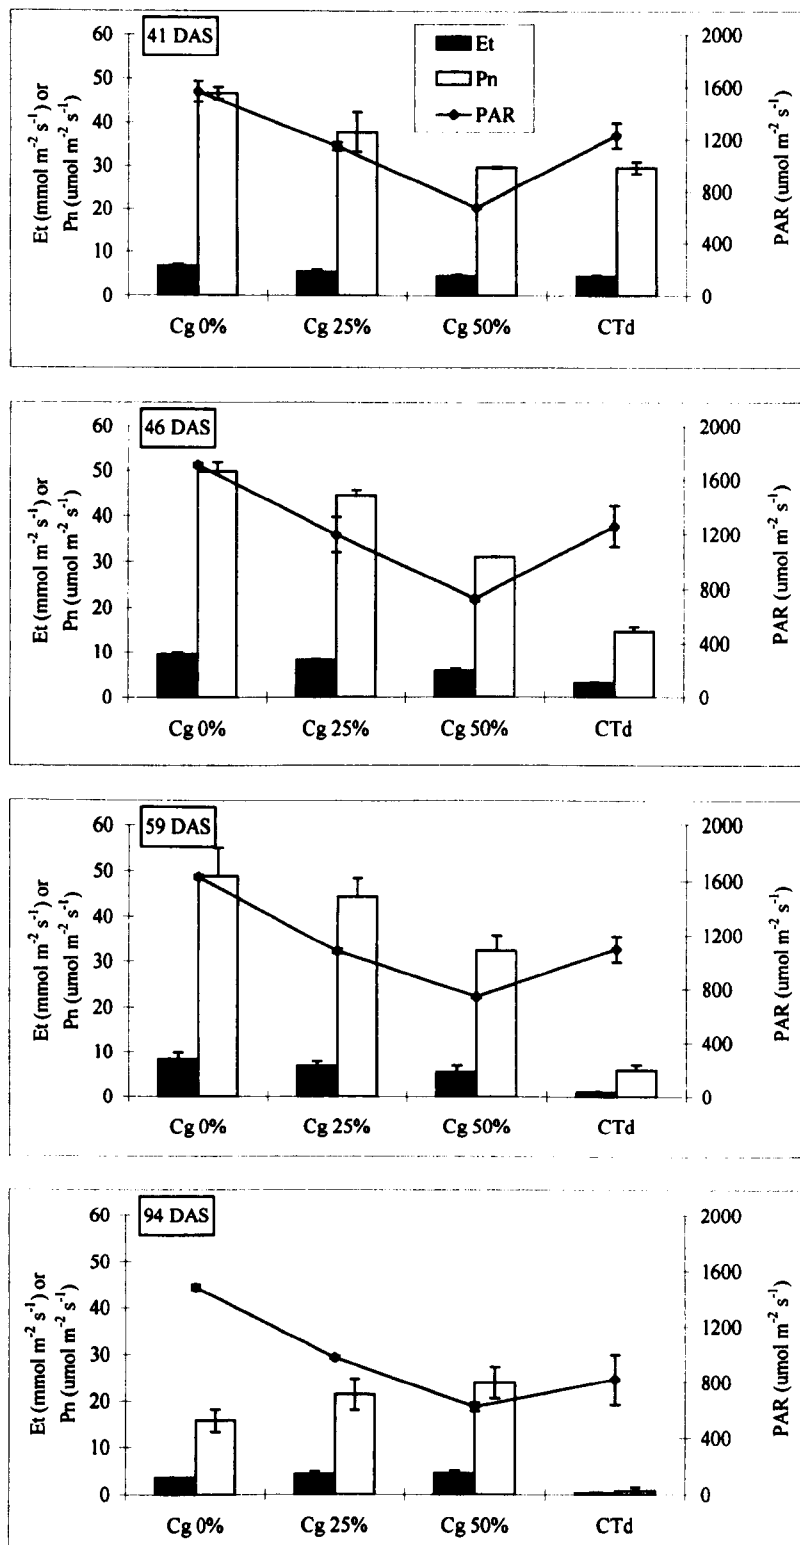 41 DAS
Et
Pn
PAR
60
50
40
30
20
10
0
2000
1600
1200
800
400
0
Et (mmol m⁻² s⁻¹) or
Pn (umol m⁻² s⁻¹)
PAR (umol m⁻² s⁻¹)
Cg 0% Cg 25% Cg 50% CTd
46 DAS
60
50
40
30
20
10
0
2000
1600
1200
800
400
0
Et (mmol m⁻² s⁻¹) or
Pn (umol m⁻² s⁻¹)
PAR (umol m⁻² s⁻¹)
Cg 0% Cg 25% Cg 50% CTd
59 DAS
60
50
40
30
20
10
0
2000
1600
1200
800
400
0
Et (mmol m⁻² s⁻¹) or
Pn (umol m⁻² s⁻¹)
PAR (umol m⁻² s⁻¹)
Cg 0% Cg 25% Cg 50% CTd
94 DAS
60
50
40
30
20
10
0
2000
1600
1200
800
400
0
Et (mmol m⁻² s⁻¹) or
Pn (umol m⁻² s⁻¹)
PAR (umol m⁻² s⁻¹)
Cg 0% Cg 25% Cg 50% CTd